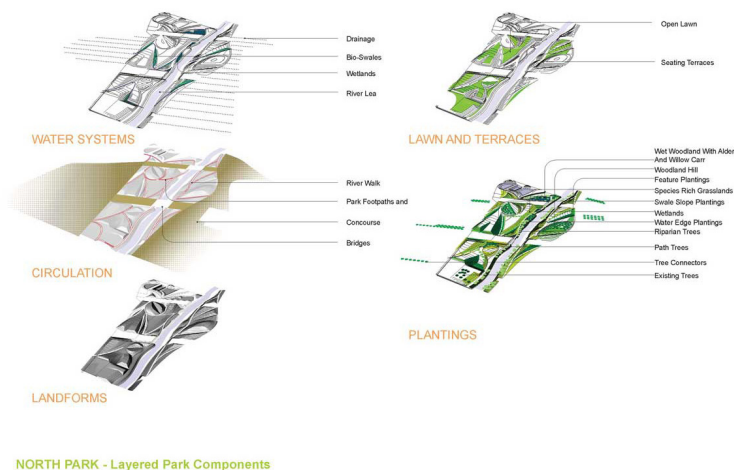 Drainage
Bio-Swales
Wetlands
River Lea
WATER SYSTEMS
Open Lawn
Seating Terraces
LAWN AND TERRACES
River Walk
Park Footpaths and
Concourse
Bridges
CIRCULATION
Wet Woodland With Alder
And Willow Carr
Woodland Hill
Feature Plantings
Species Rich Grasslands
Swale Slope Plantings
Wetlands
Water Edge Plantings
Riparian Trees
Path Trees
Tree Connectors
Existing Trees
PLANTINGS
LANDFORMS
NORTH PARK - Layered Park Components